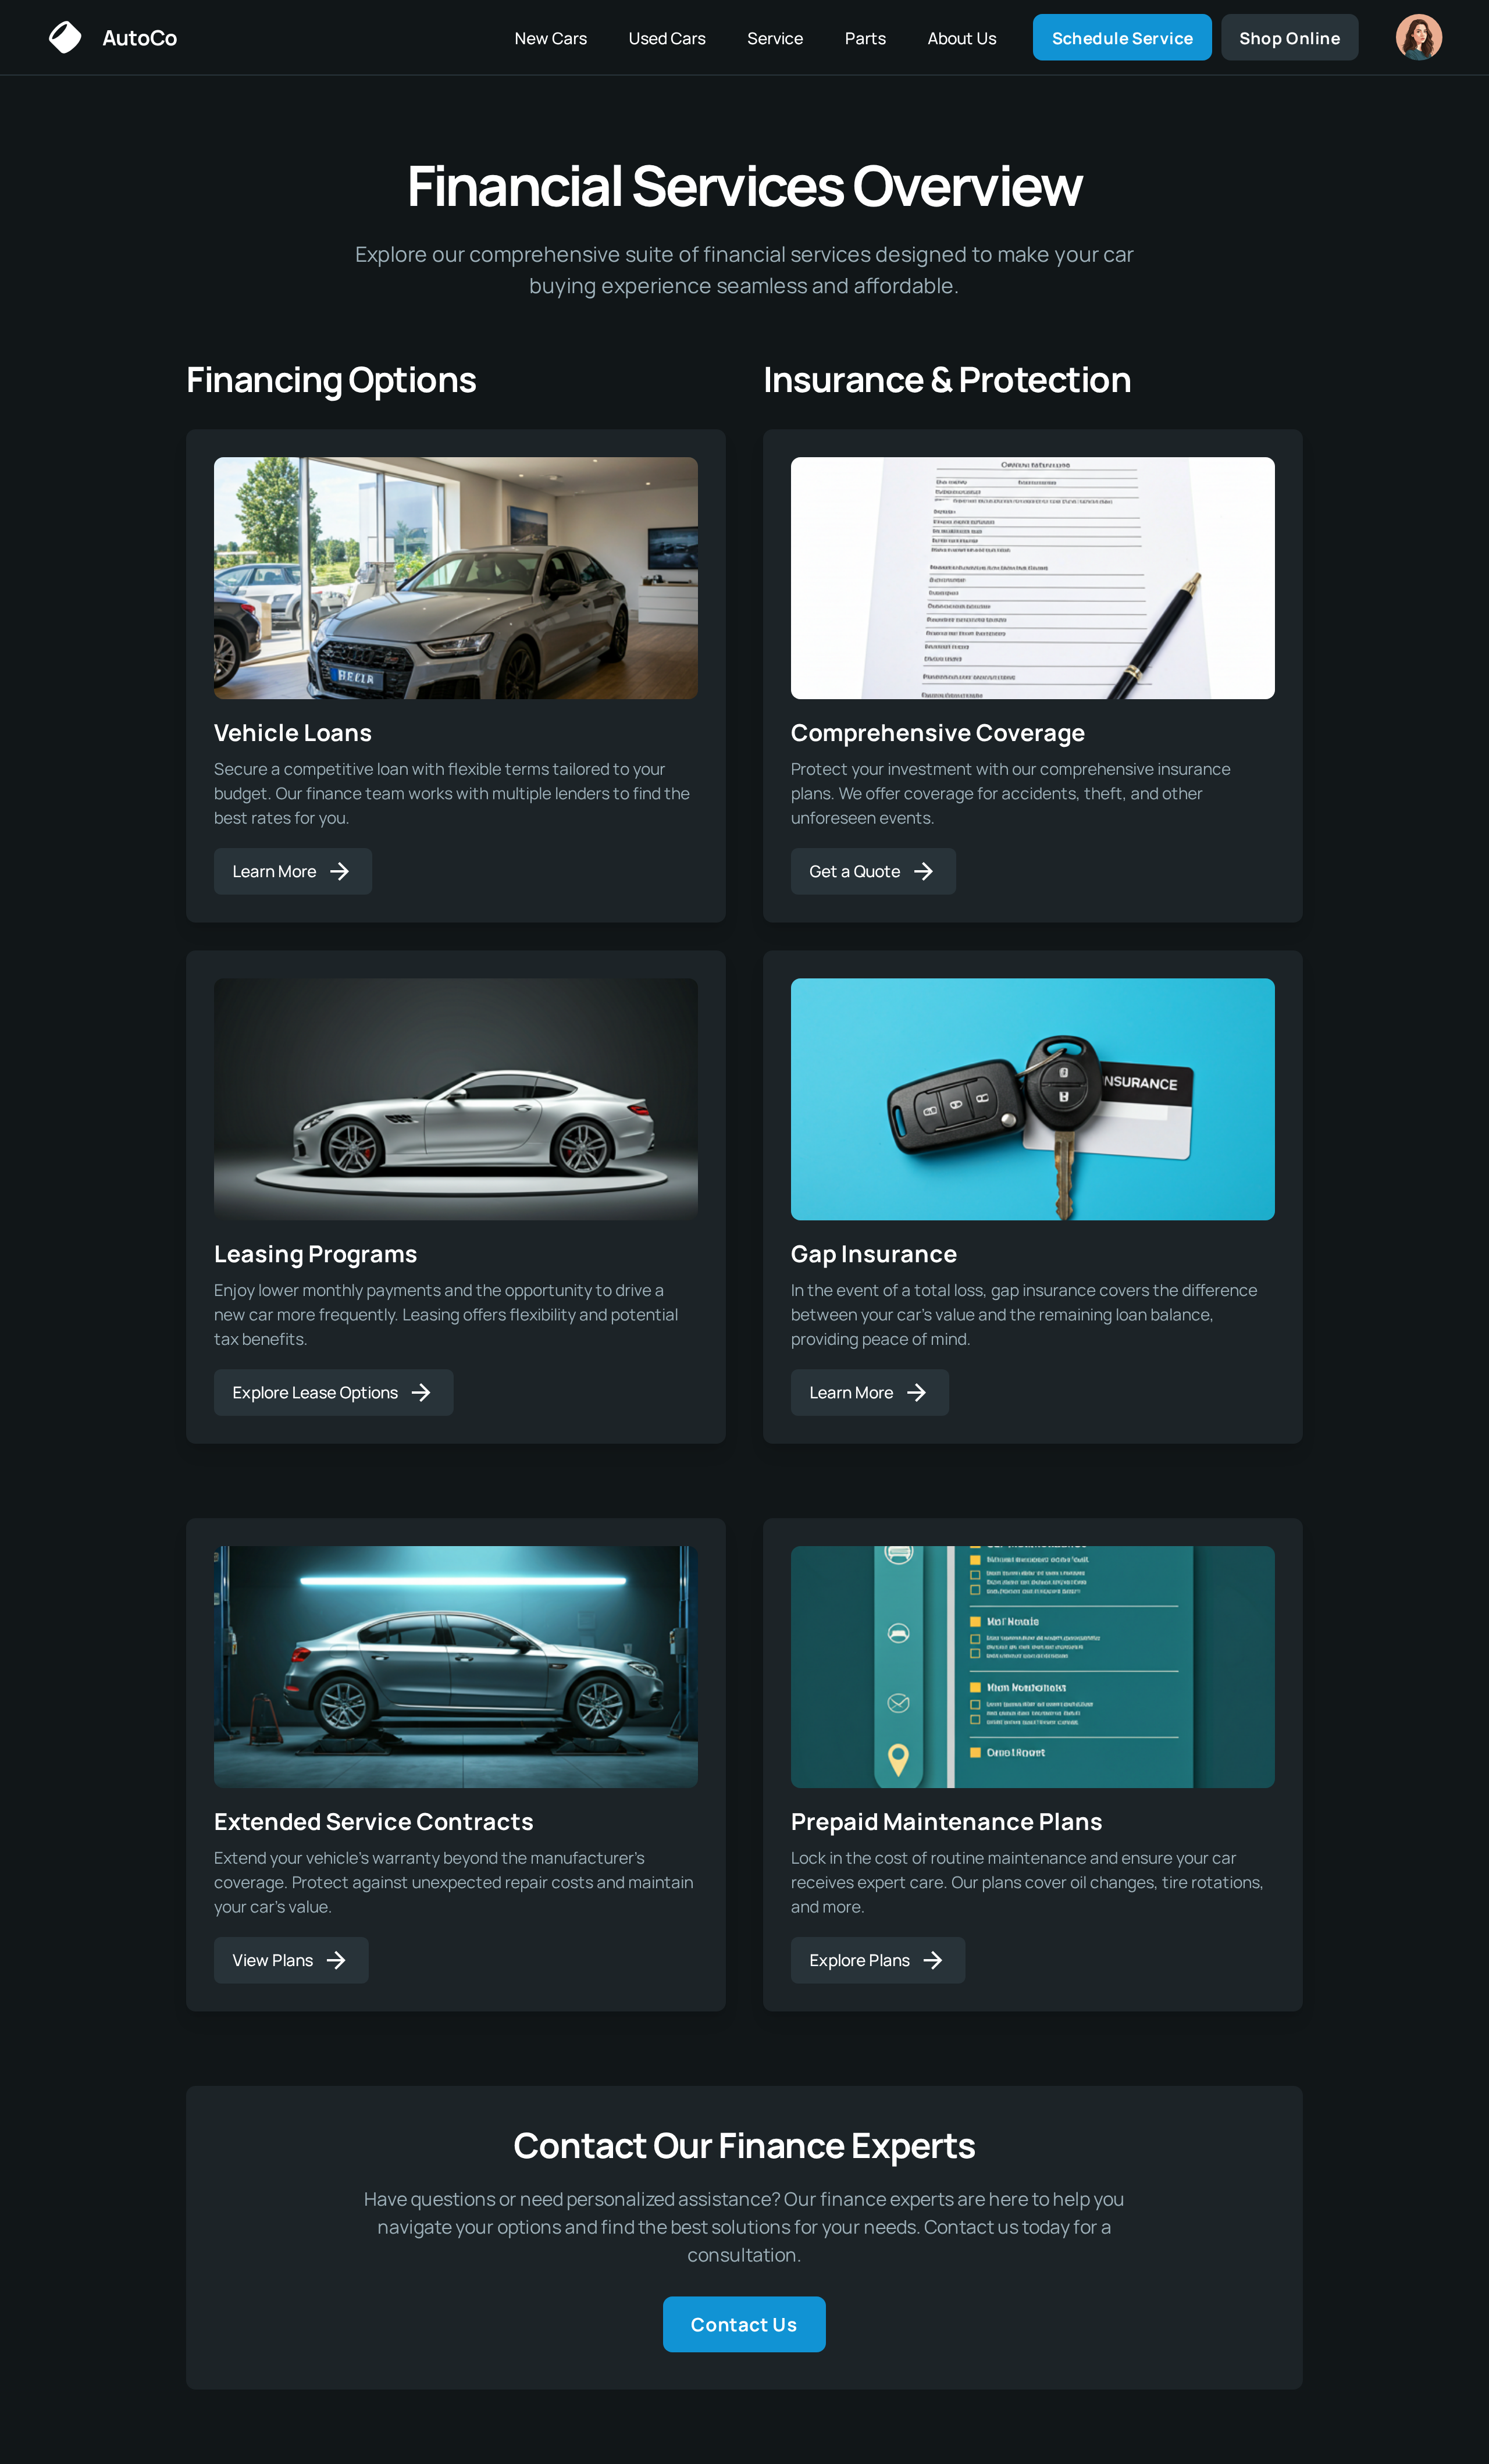 AutoCo
New Cars
Used Cars
Service
Parts
About Us
Schedule Service
Shop Online
Financial Services Overview
Explore our comprehensive suite of financial services designed to make your car
buying experience seamless and affordable.
Financing Options
Vehicle Loans
Secure a competitive loan with flexible terms tailored to your
budget. Our finance team works with multiple lenders to find the
best rates for you.
Learn More
Leasing Programs
Enjoy lower monthly payments and the opportunity to drive a
new car more frequently. Leasing offers flexibility and potential
tax benefits.
Explore Lease Options
Insurance & Protection
Comprehensive Coverage
Protect your investment with our comprehensive insurance
plans. We offer coverage for accidents, theft, and other
unforeseen events.
Get a Quote
NSURANCE
Gap Insurance
In the event of a total loss, gap insurance covers the difference
between your car's value and the remaining loan balance,
providing peace of mind.
Learn More
Extended Service Contracts
Extend your vehicle's warranty beyond the manufacturer's
coverage. Protect against unexpected repair costs and maintain
your car's value.
View Plans
Prepaid Maintenance Plans
Lock in the cost of routine maintenance and ensure your car
receives expert care. Our plans cover oil changes, tire rotations,
and more.
Explore Plans
Contact Our Finance Experts
Have questions or need personalized assistance? Our finance experts are here to help you
navigate your options and find the best solutions for your needs. Contact us today for a
consultation.
Contact Us